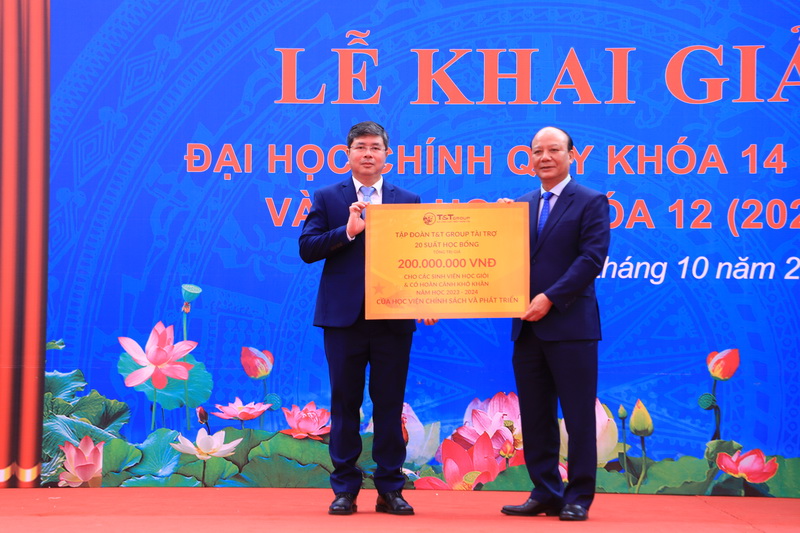 LỄ KHAI GIẢ
ĐẠI HỌC CHÍNH QUY KHÓA 14
VÀ HỌC KHÓA 12 (202
tháng 10 năm 2
T&T GROUP
TẬP ĐOÀN T&T GROUP TÀI TRỢ
20 SUẤT HỌC BỔNG
200.000.000 VNĐ
CHO CÁC SINH VIÊN HỌC GIỎI
& CÓ HOÀN CẢNH KHÓ KHĂN
NĂM HỌC 2023 - 2024
CỦA HỌC VIỆN CHÍNH SÁCH VÀ PHÁT TRIỂN